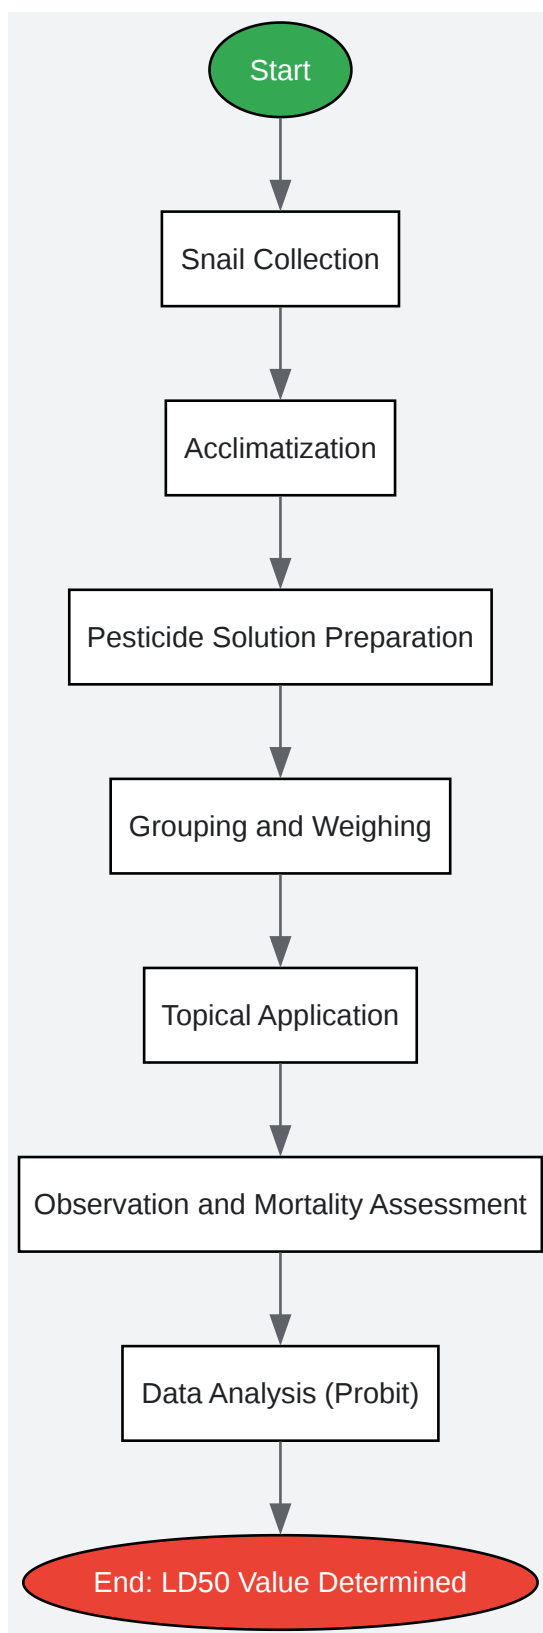 Start
Snail Collection
Acclimatization
Pesticide Solution Preparation
Grouping and Weighing
Topical Application
Observation and Mortality Assessment
Data Analysis (Probit)
End: LD50 Value Determined